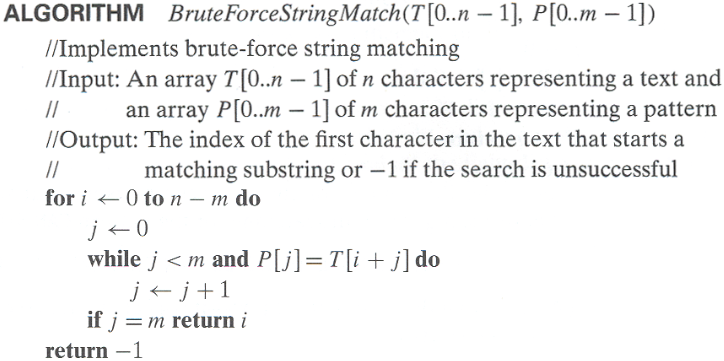 ALGORITHM BruteForceStringMatch(T[0..n − 1], P[0..m − 1])
//Implements brute-force string matching
//Input: An array T[0..n − 1] of n characters representing a text and
// an array P[0..m − 1] of m characters representing a pattern
//Output: The index of the first character in the text that starts a
// matching substring or −1 if the search is unsuccessful
for i ← 0 to n − m do
j ← 0
while j < m and P[j] = T[i + j] do
j ← j + 1
if j = m return i
return −1